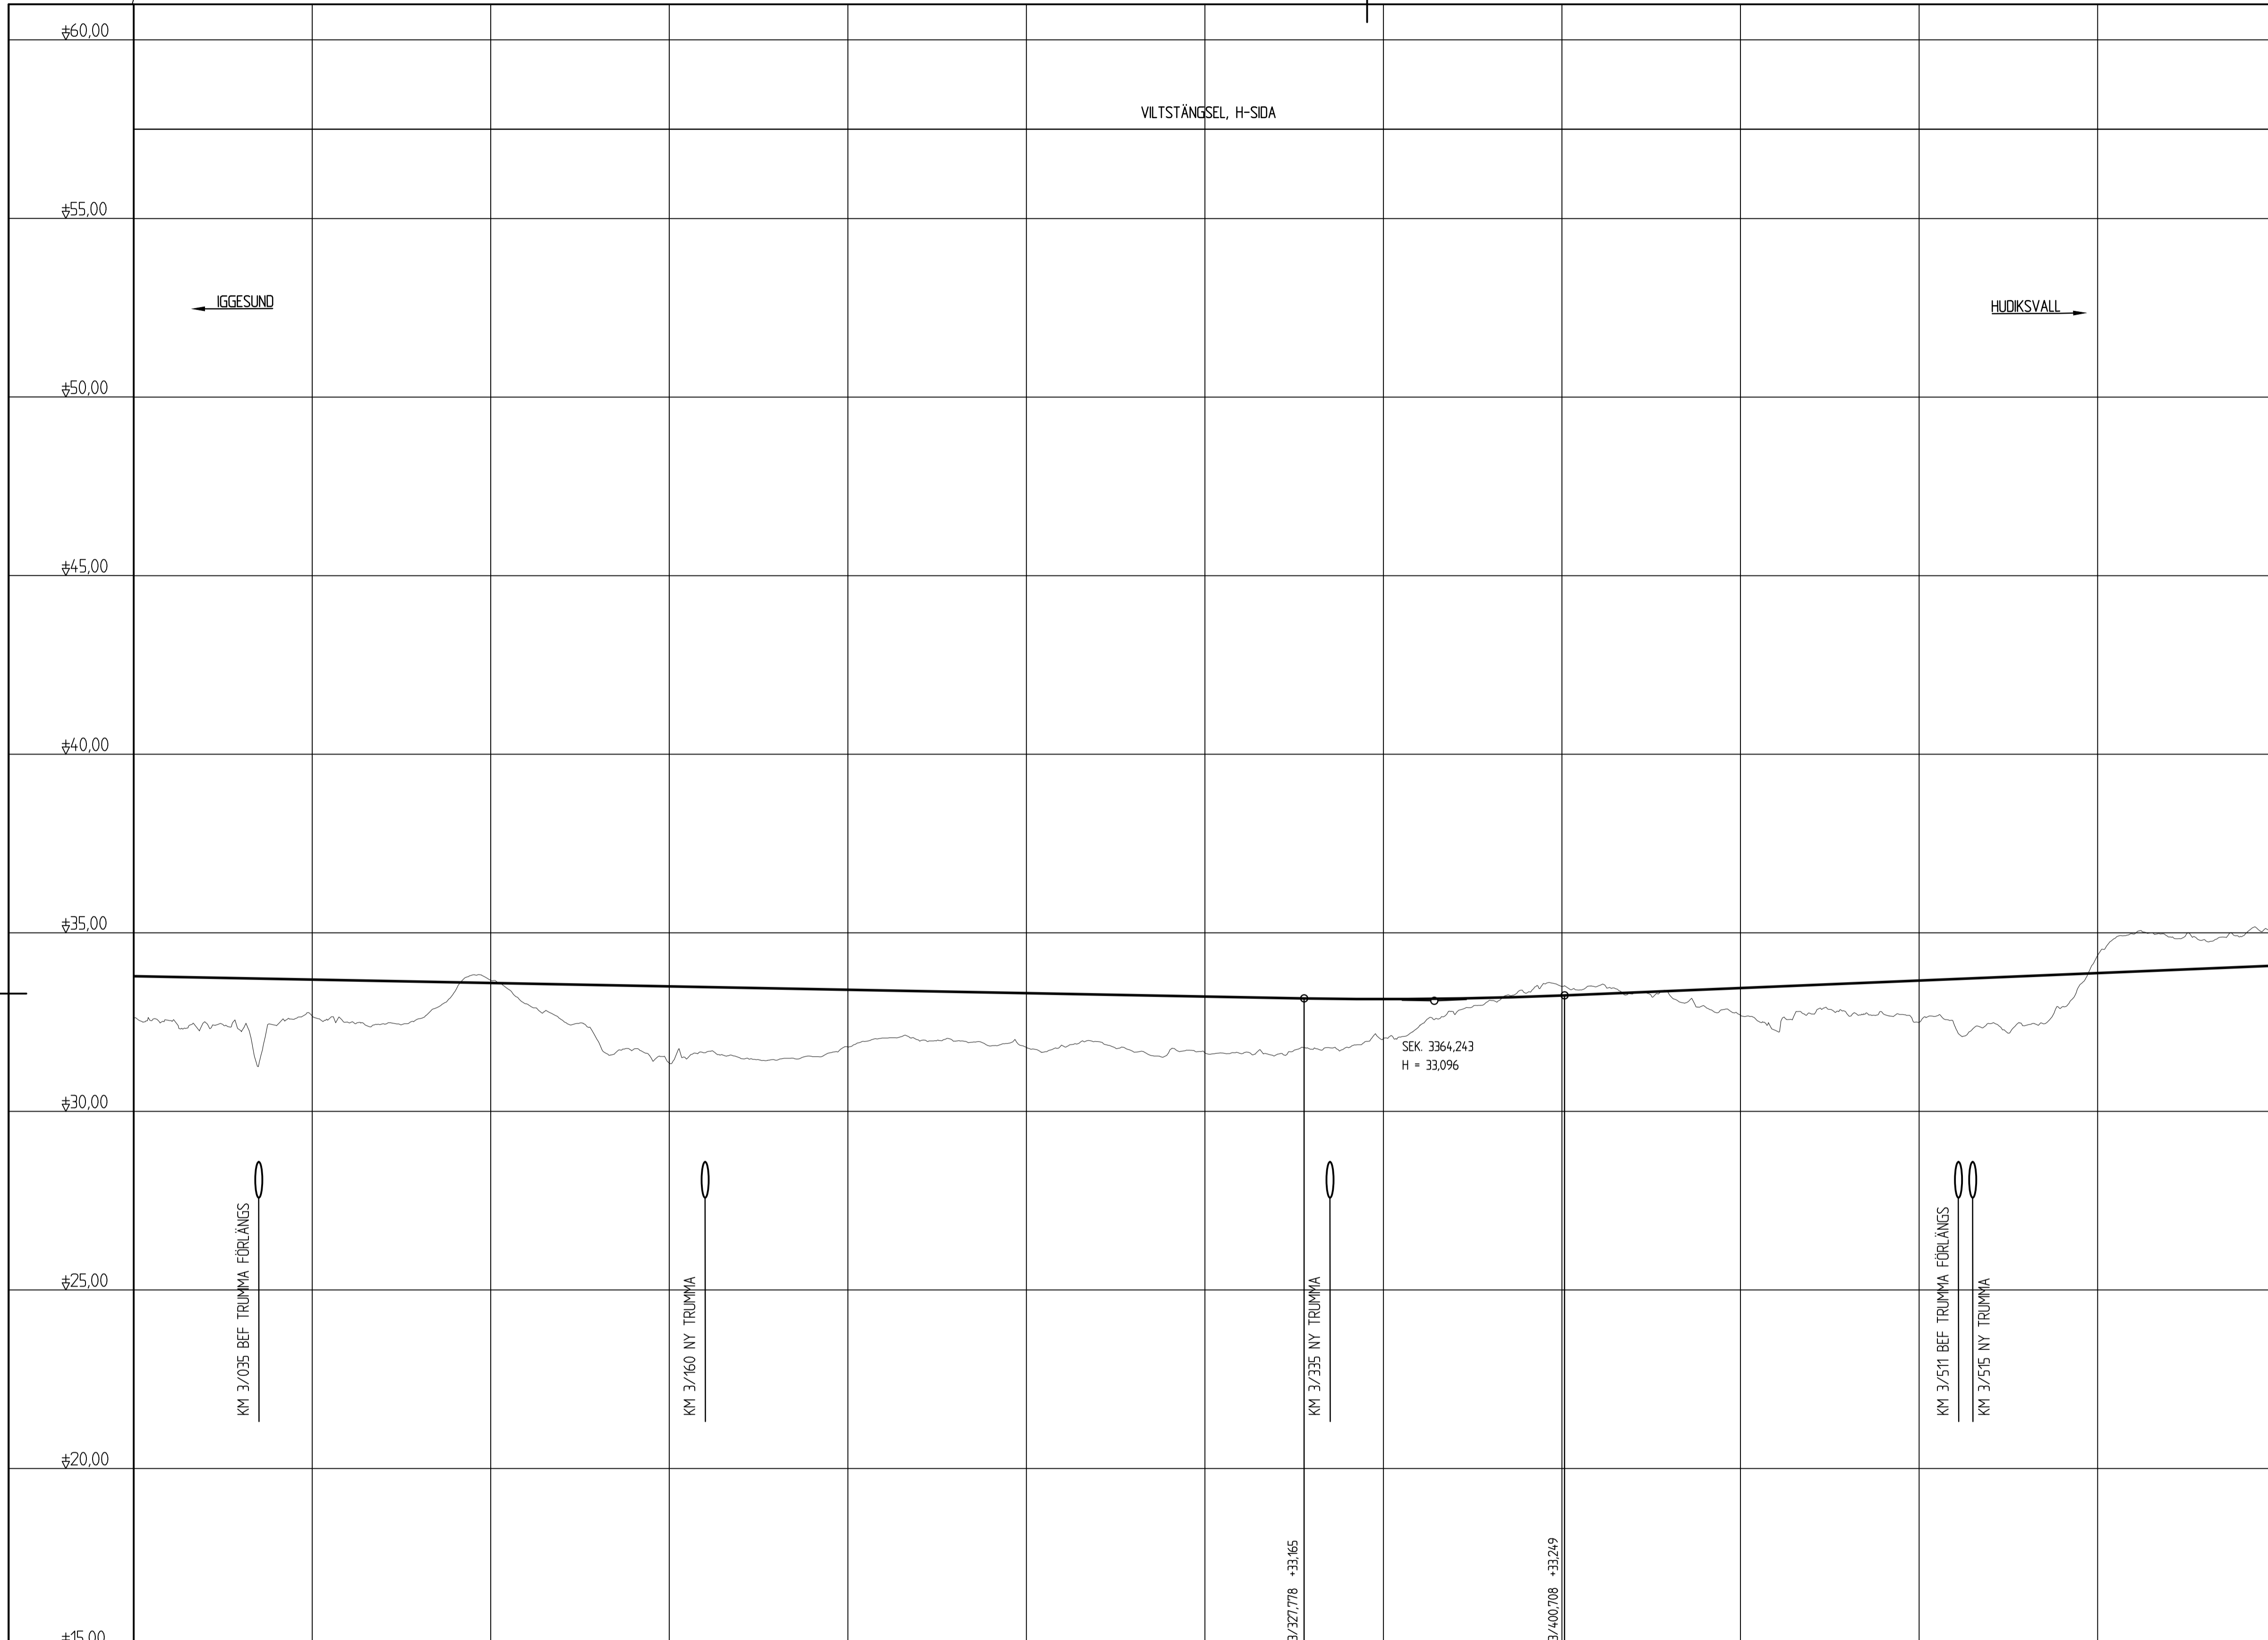 ±60,00
VILTSTÄNGSEL, H-SIDA
±55,00
IGGESUND
HUDIKSVALL
±50,00
±45,00
±40,00
±35,00
SEK. 3364,243
H = 33,096
±30,00
KM 3/035 BEF TRUMMA FÖRLÄNGS
KM 3/160 NY TRUMMA
KM 3/335 NY TRUMMA
KM 3/511 BEF TRUMMA FÖRLÄNGS
KM 3/515 NY TRUMMA
±25,00
±20,00
3/327,778 +33,165
3/400,708 +33,249
±15,00